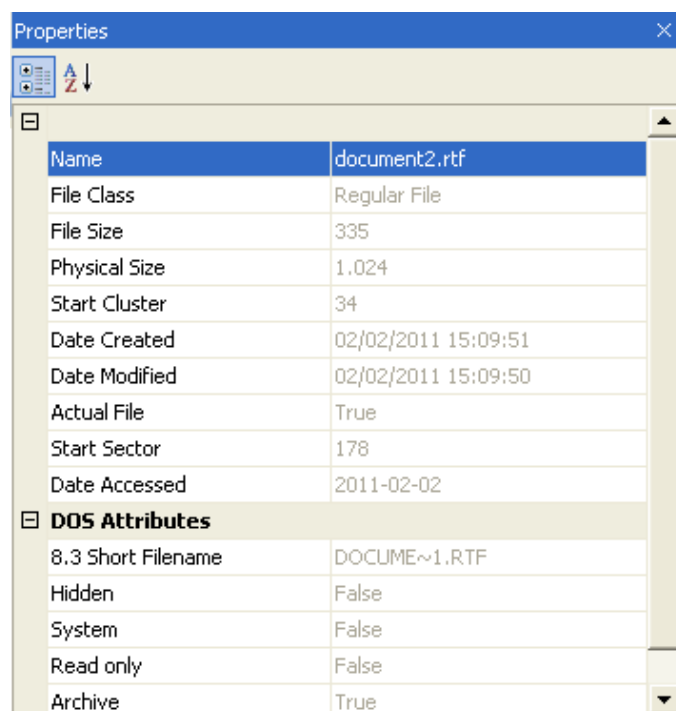 Properties
AZ
Name document2.rtf
File Class Regular File
File Size 335
Physical Size 1.024
Start Cluster 34
Date Created 02/02/2011 15:09:51
Date Modified 02/02/2011 15:09:50
Actual File True
Start Sector 178
Date Accessed 2011-02-02
DOS Attributes
8.3 Short Filename DOCUME~1.RTF
Hidden False
System False
Read only False
Archive True